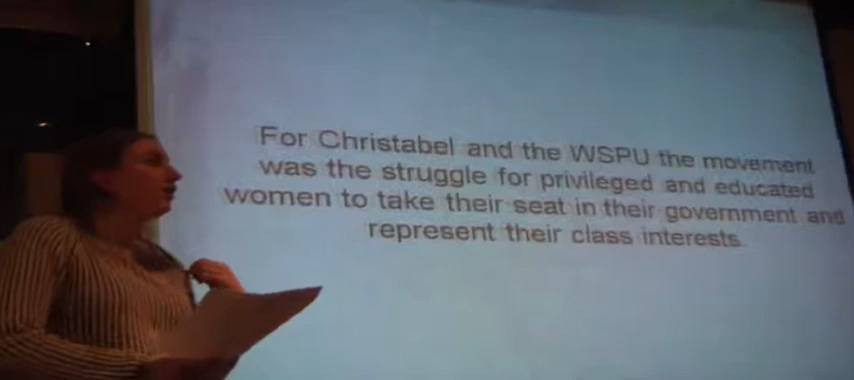 For Christabel and the WSPU the movement
was the struggle for privileged and educated
women to take their seat in their government and
represent their class interests.